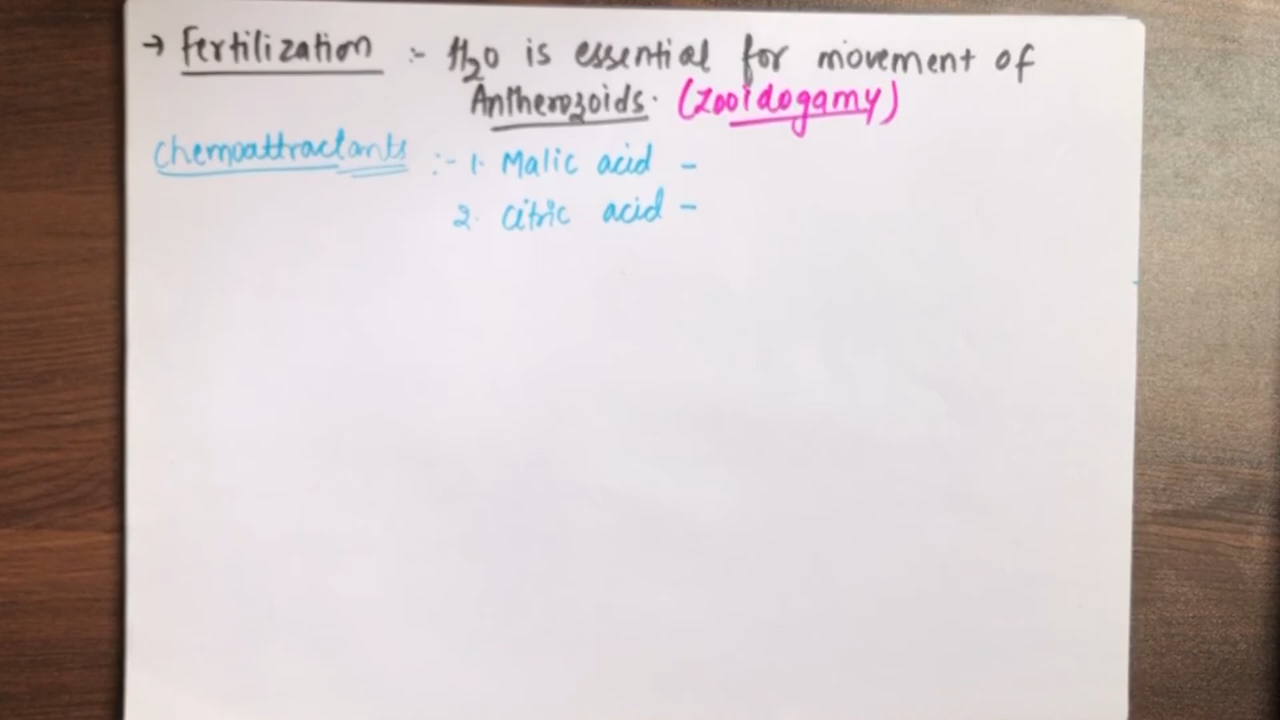 → Fertilization :- H₂O is essential for movement of
Antherozoids. (Zooidogamy)
Chemoattractants :- 1. Malic acid -
2. Citric acid -